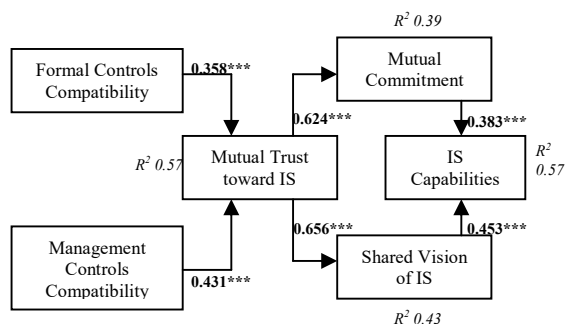 R² 0.39
Formal Controls
Compatibility
0.358***
Mutual
Commitment
0.624***
0.383***
R² 0.57
Mutual Trust
toward IS
IS
Capabilities
R²
0.57
Management
Controls
Compatibility
0.431***
0.656***
0.453***
Shared Vision
of IS
R² 0.43